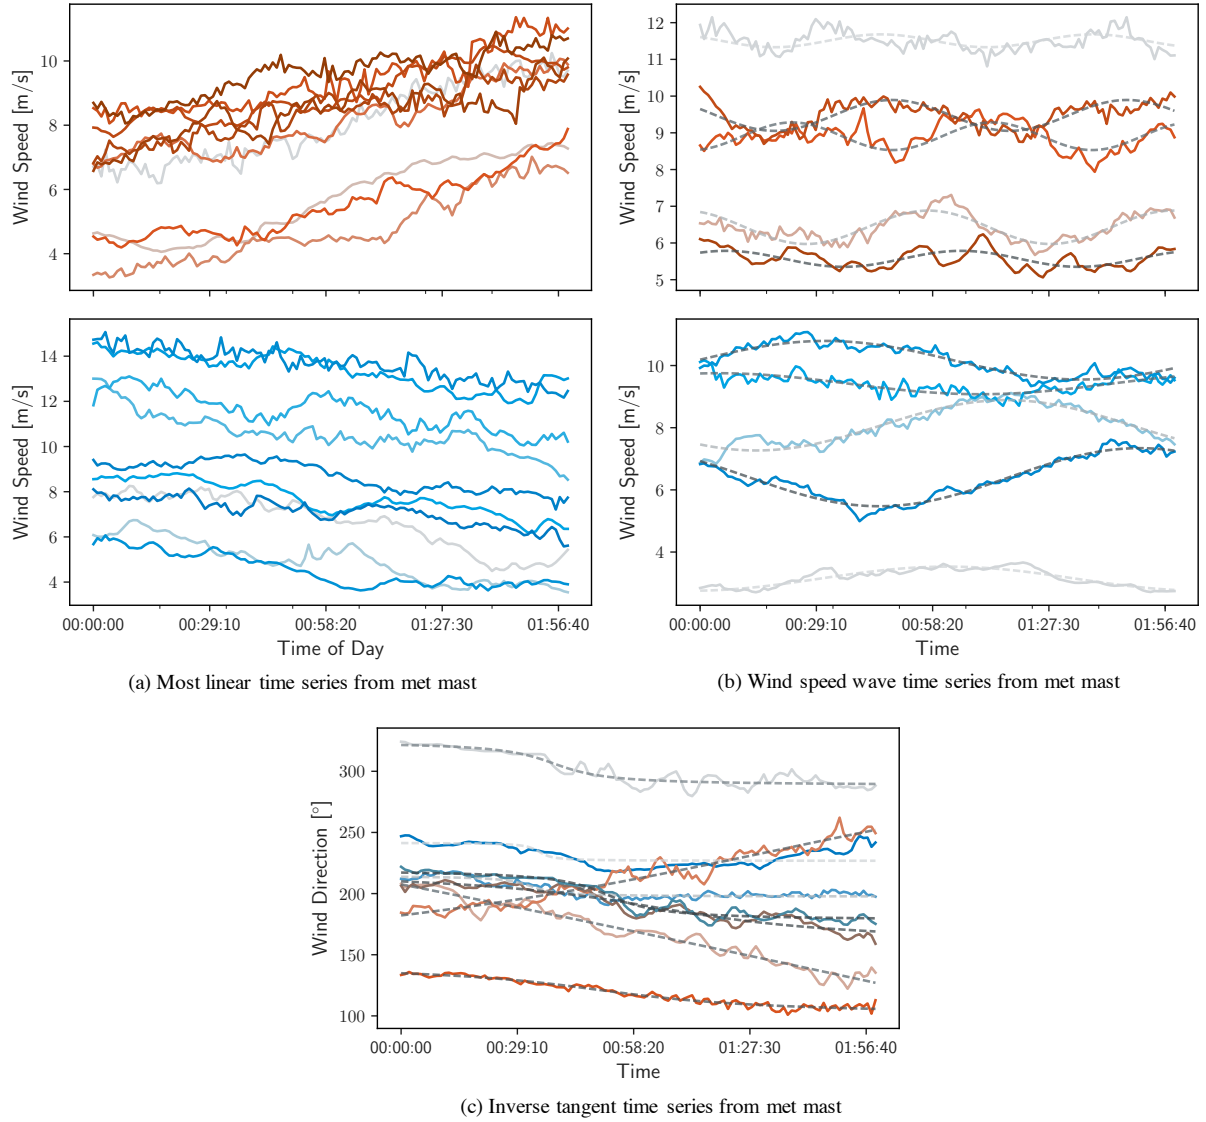 Wind Speed [m/s]
10
8
6
4
Wind Speed [m/s]
14
12
10
8
6
4
00:00:00 00:29:10 00:58:20 01:27:30 01:56:40
Time of Day
(a) Most linear time series from met mast
Wind Speed [m/s]
12
11
10
9
8
7
6
5
Wind Speed [m/s]
10
8
6
4
00:00:00 00:29:10 00:58:20 01:27:30 01:56:40
Time
(b) Wind speed wave time series from met mast
Wind Direction [°]
300
250
200
150
100
00:00:00 00:29:10 00:58:20 01:27:30 01:56:40
Time
(c) Inverse tangent time series from met mast